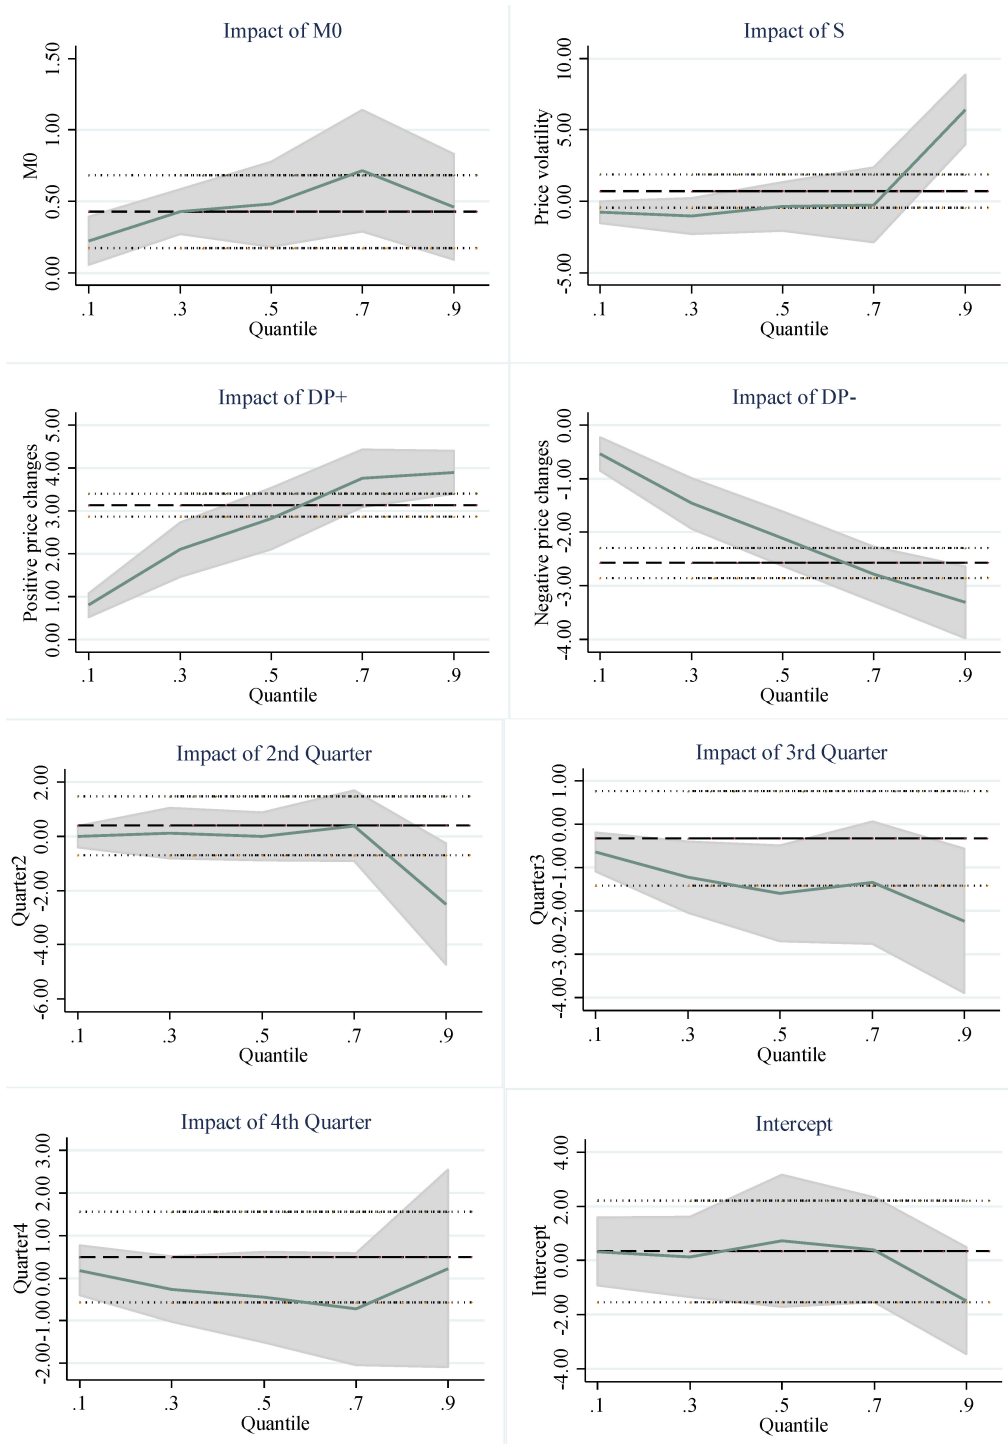 Impact of M0
M0
1.50
1.00
0.50
0.00
.1 .3 .5 .7 .9
Quantile
Impact of S
Price volatility
10.00
5.00
0.00
-5.00
.1 .3 .5 .7 .9
Quantile
Impact of DP+
Positive price changes
5.00
4.00
3.00
2.00
1.00
0.00
.1 .3 .5 .7 .9
Quantile
Impact of DP-
Negative price changes
0.00
-1.00
-2.00
-3.00
-4.00
.1 .3 .5 .7 .9
Quantile
Impact of 2nd Quarter
Quarter2
2.00
0.00
-2.00
-4.00
-6.00
.1 .3 .5 .7 .9
Quantile
Impact of 3rd Quarter
Quarter3
1.00
0.00
-1.00
-2.00
-3.00
-4.00
.1 .3 .5 .7 .9
Quantile
Impact of 4th Quarter
Quarter4
3.00
2.00
1.00
0.00
-1.00
-2.00
.1 .3 .5 .7 .9
Quantile
Intercept
Intercept
4.00
2.00
0.00
-2.00
-4.00
.1 .3 .5 .7 .9
Quantile